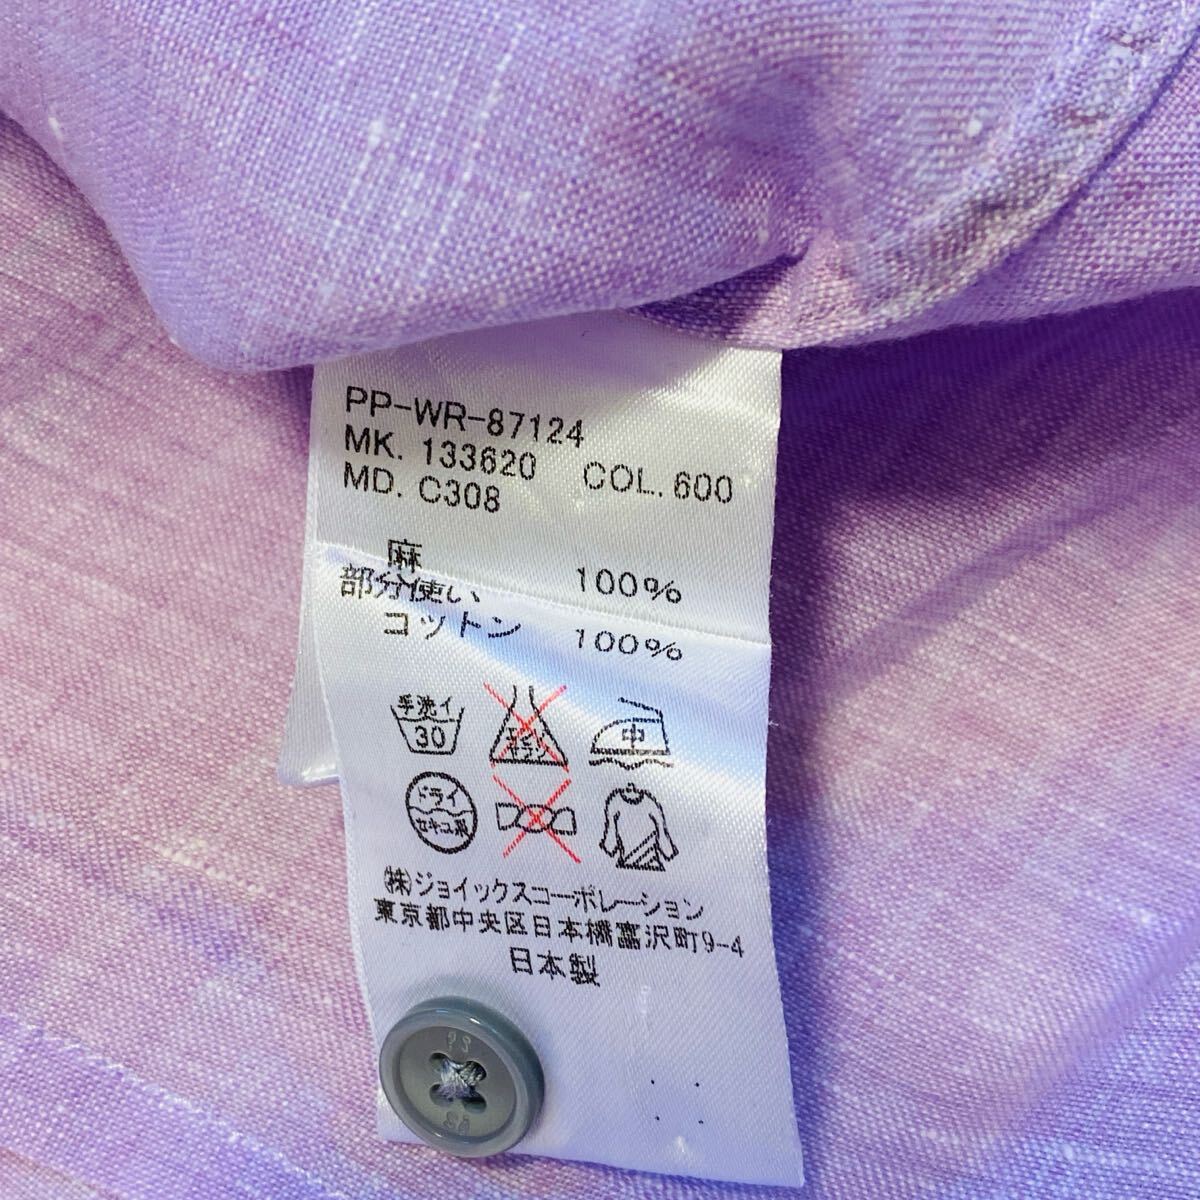 PP-WR-87124
MK. 133620 COL. 600
MD. C308
麻 100%
部分使い
コットン 100%
手洗イ
30
エンソ
サラシ
中
ドライ
セキユ系
㈱ジョイックスコーポレーション
東京都中央区日本橋富沢町9-4
日本製